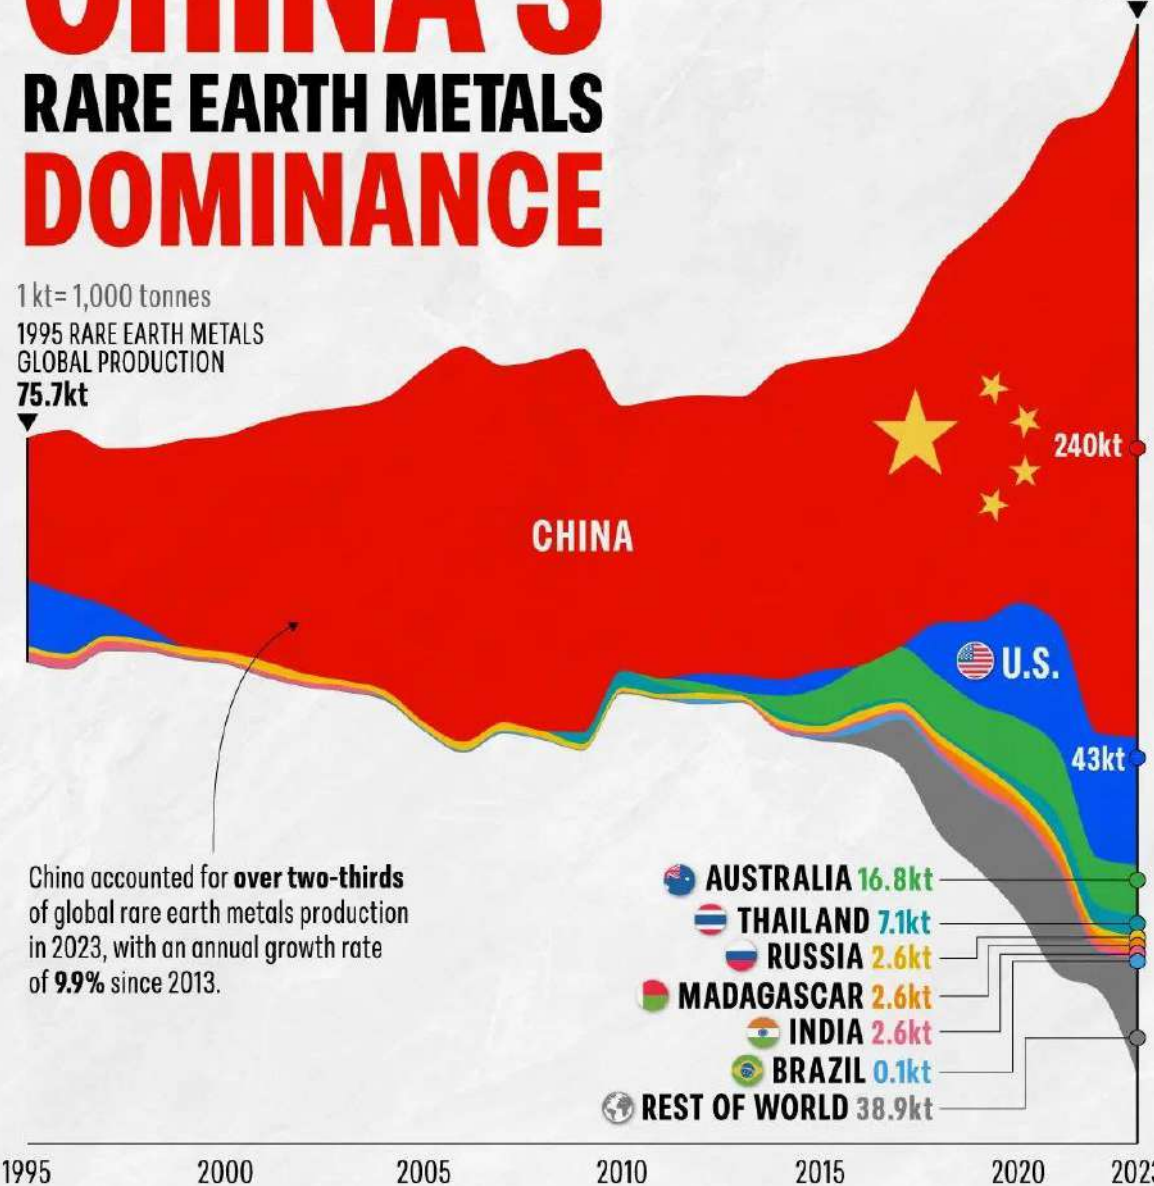 CHINA'S
RARE EARTH METALS
DOMINANCE
1 kt= 1,000 tonnes
1995 RARE EARTH METALS
GLOBAL PRODUCTION
75.7kt
240kt
CHINA
U.S.
43kt
China accounted for over two-thirds
of global rare earth metals production
in 2023, with an annual growth rate
of 9.9% since 2013.
AUSTRALIA 16.8kt
THAILAND 7.1kt
RUSSIA 2.6kt
MADAGASCAR 2.6kt
INDIA 2.6kt
BRAZIL 0.1kt
REST OF WORLD 38.9kt
1995 2000 2005 2010 2015 2020 2023